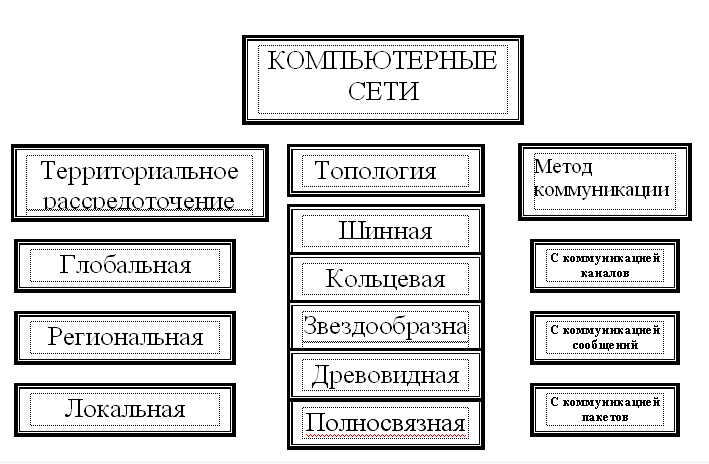 КОМПЬЮТЕРНЫЕ
СЕТИ
Территориальное
рассредоточение
Глобальная
Региональная
Локальная
Топология
Шинная
Кольцевая
Звездообразна
Древовидная
Полносвязная
Метод
коммуникации
С коммуникацией
каналов
С коммуникацией
сообщений
С коммуникацией
пакетов